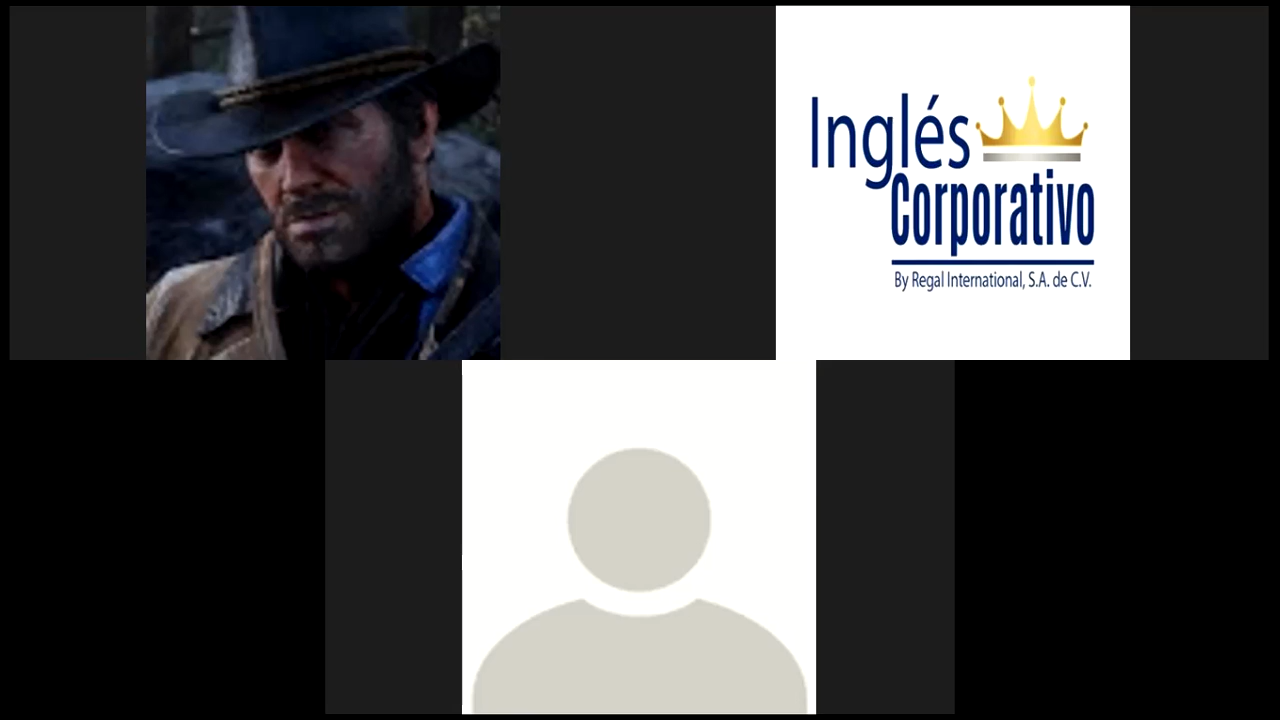 Inglés
Corporativo
By Regal International, S.A. de C.V.